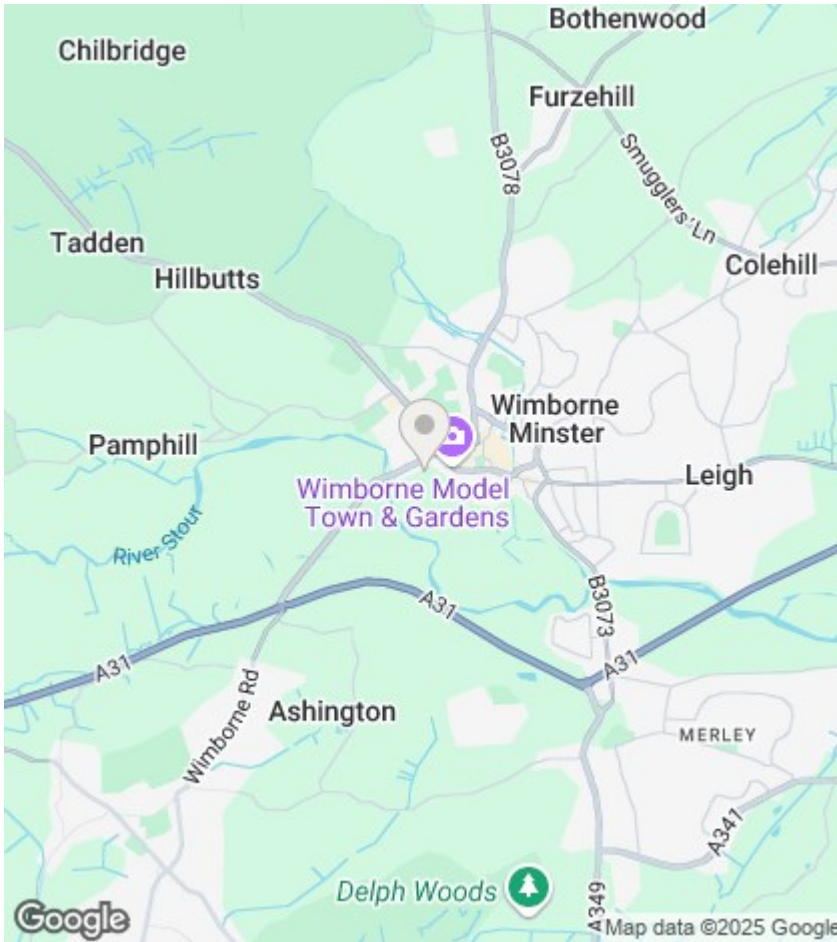 Bothenwood
Chilbridge
Furzehill
B3078
Smugglers' Ln
Tadden
Colehill
Hillbutts
Wimborne
Minster
Pamphill
Leigh
Wimborne Model
Town & Gardens
River Stour
B3073
A31
A31
A31
Wimborne Rd
Ashington
MERLEY
A341
Delph Woods
A349
Google
Map data ©2025 Google